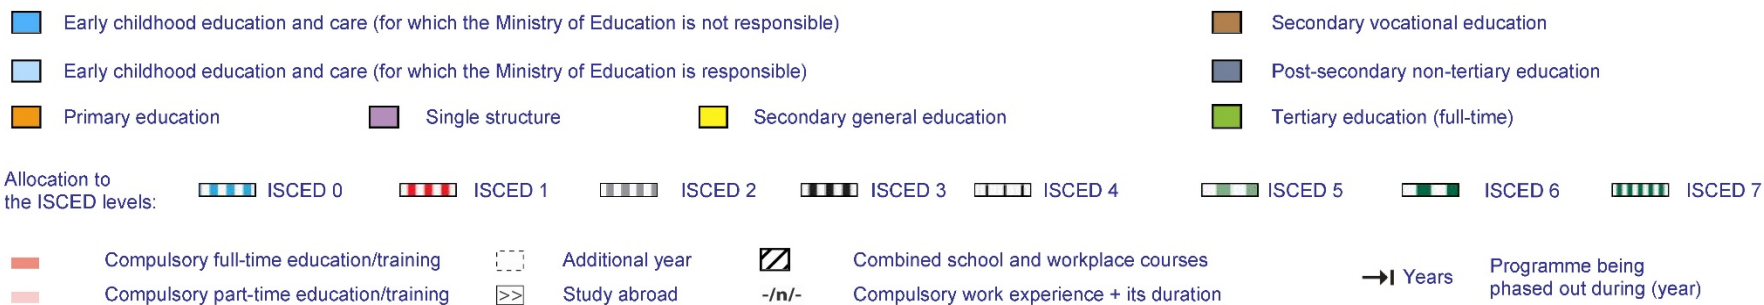 Early childhood education and care (for which the Ministry of Education is not responsible)
Secondary vocational education
Early childhood education and care (for which the Ministry of Education is responsible)
Post-secondary non-tertiary education
Primary education
Single structure
Secondary general education
Tertiary education (full-time)
Allocation to
the ISCED levels:
ISCED 0
ISCED 1
ISCED 2
ISCED 3
ISCED 4
ISCED 5
ISCED 6
ISCED 7
Compulsory full-time education/training
Additional year
Combined school and workplace courses
Years
Programme being
phased out during (year)
Compulsory part-time education/training
>> Study abroad
-/n/- Compulsory work experience + its duration